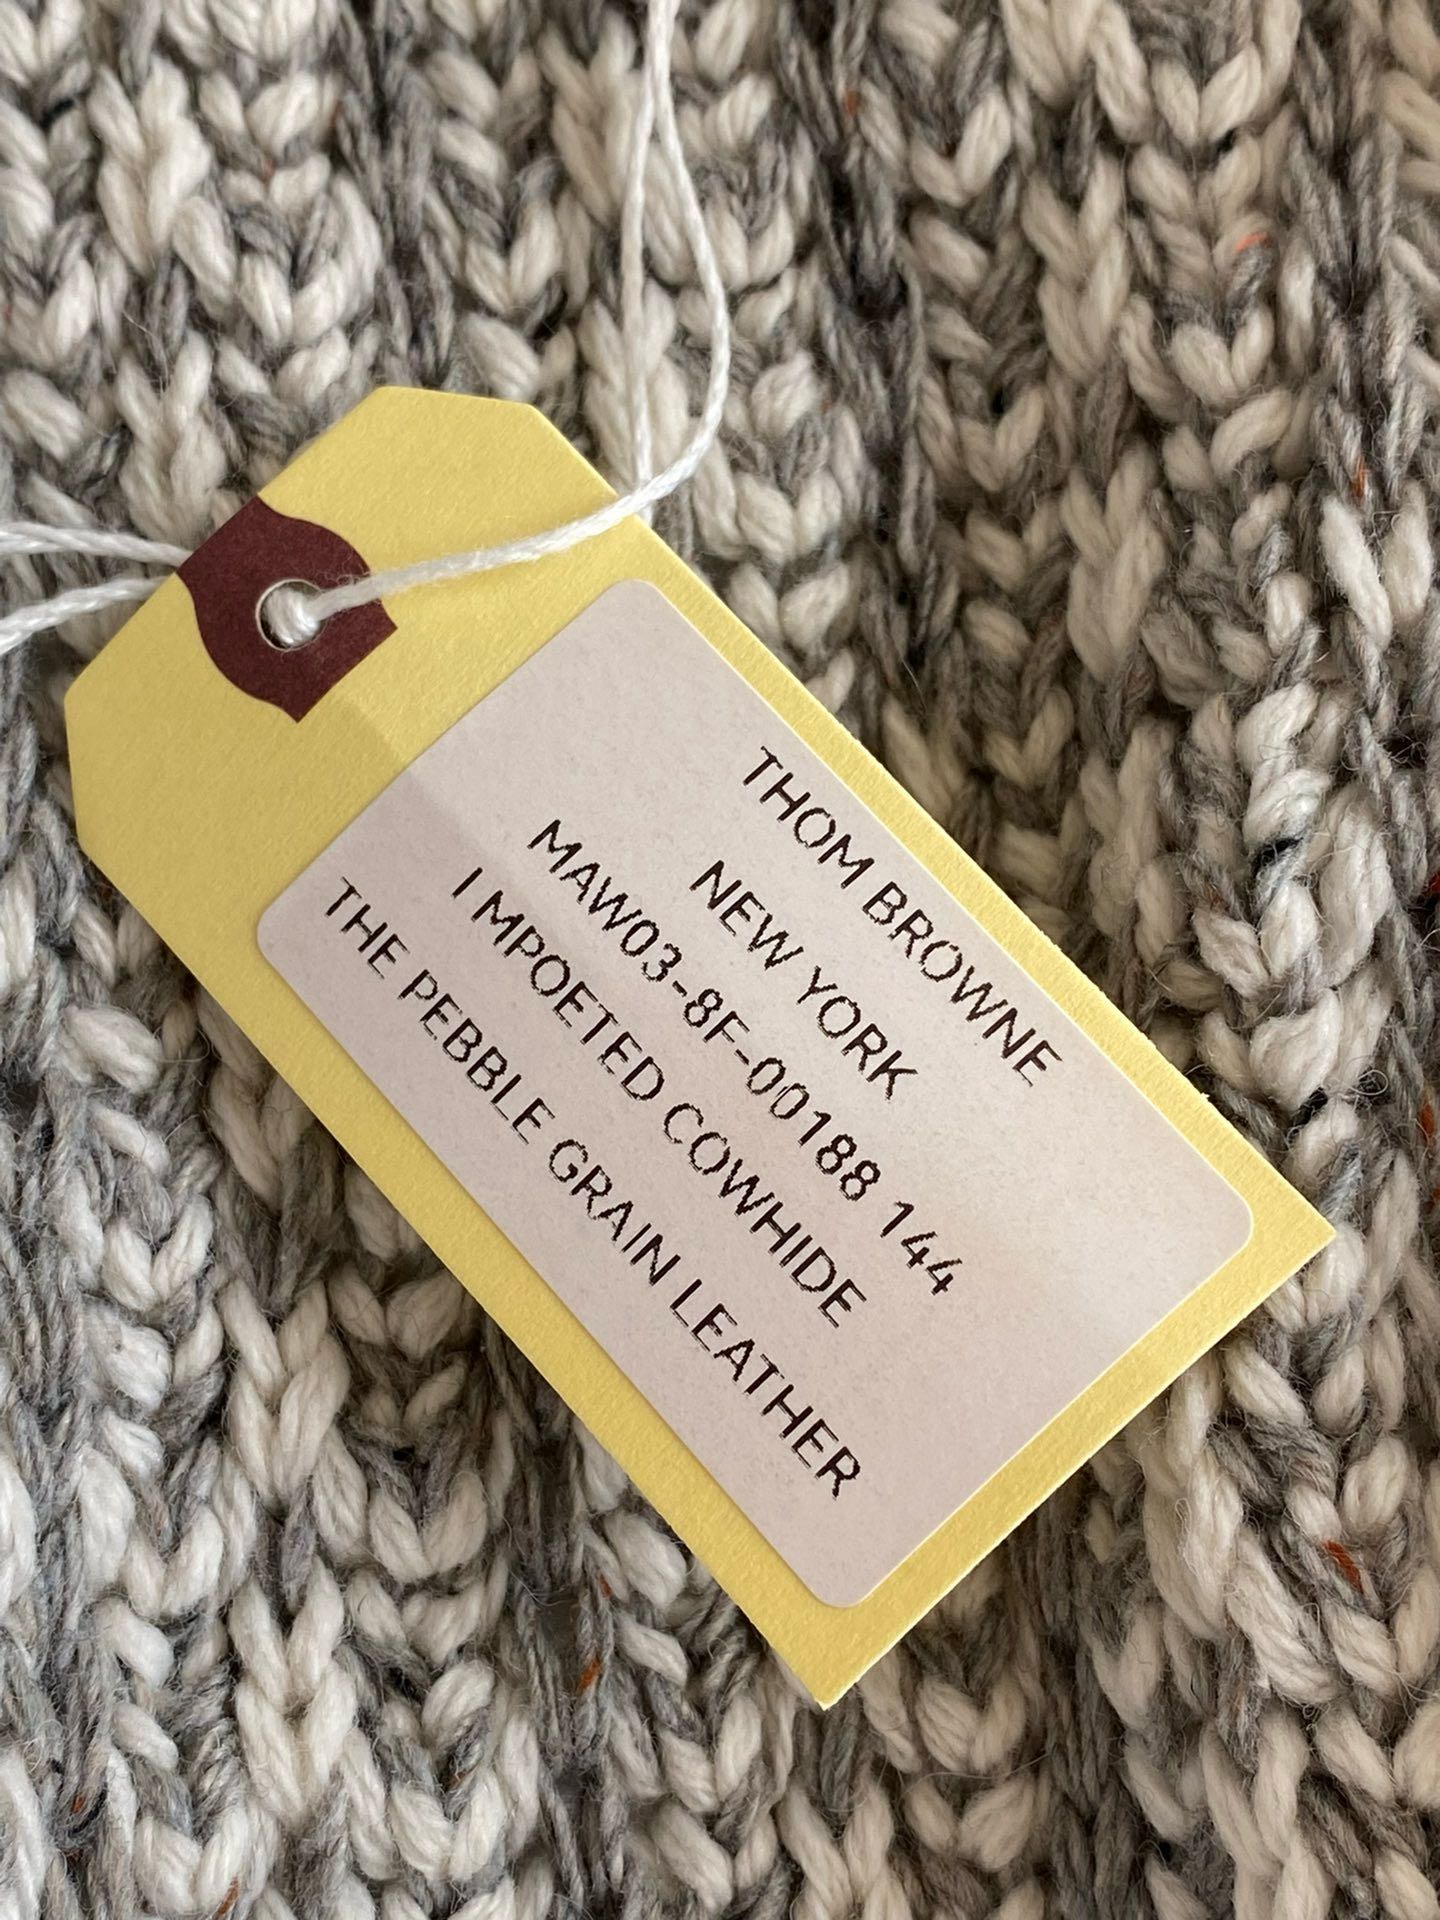 THOM BROWNE
NEW YORK
MAW03-8F-00188 144
I MPOETED COWHIDE
THE PEBBLE GRAIN LEATHER